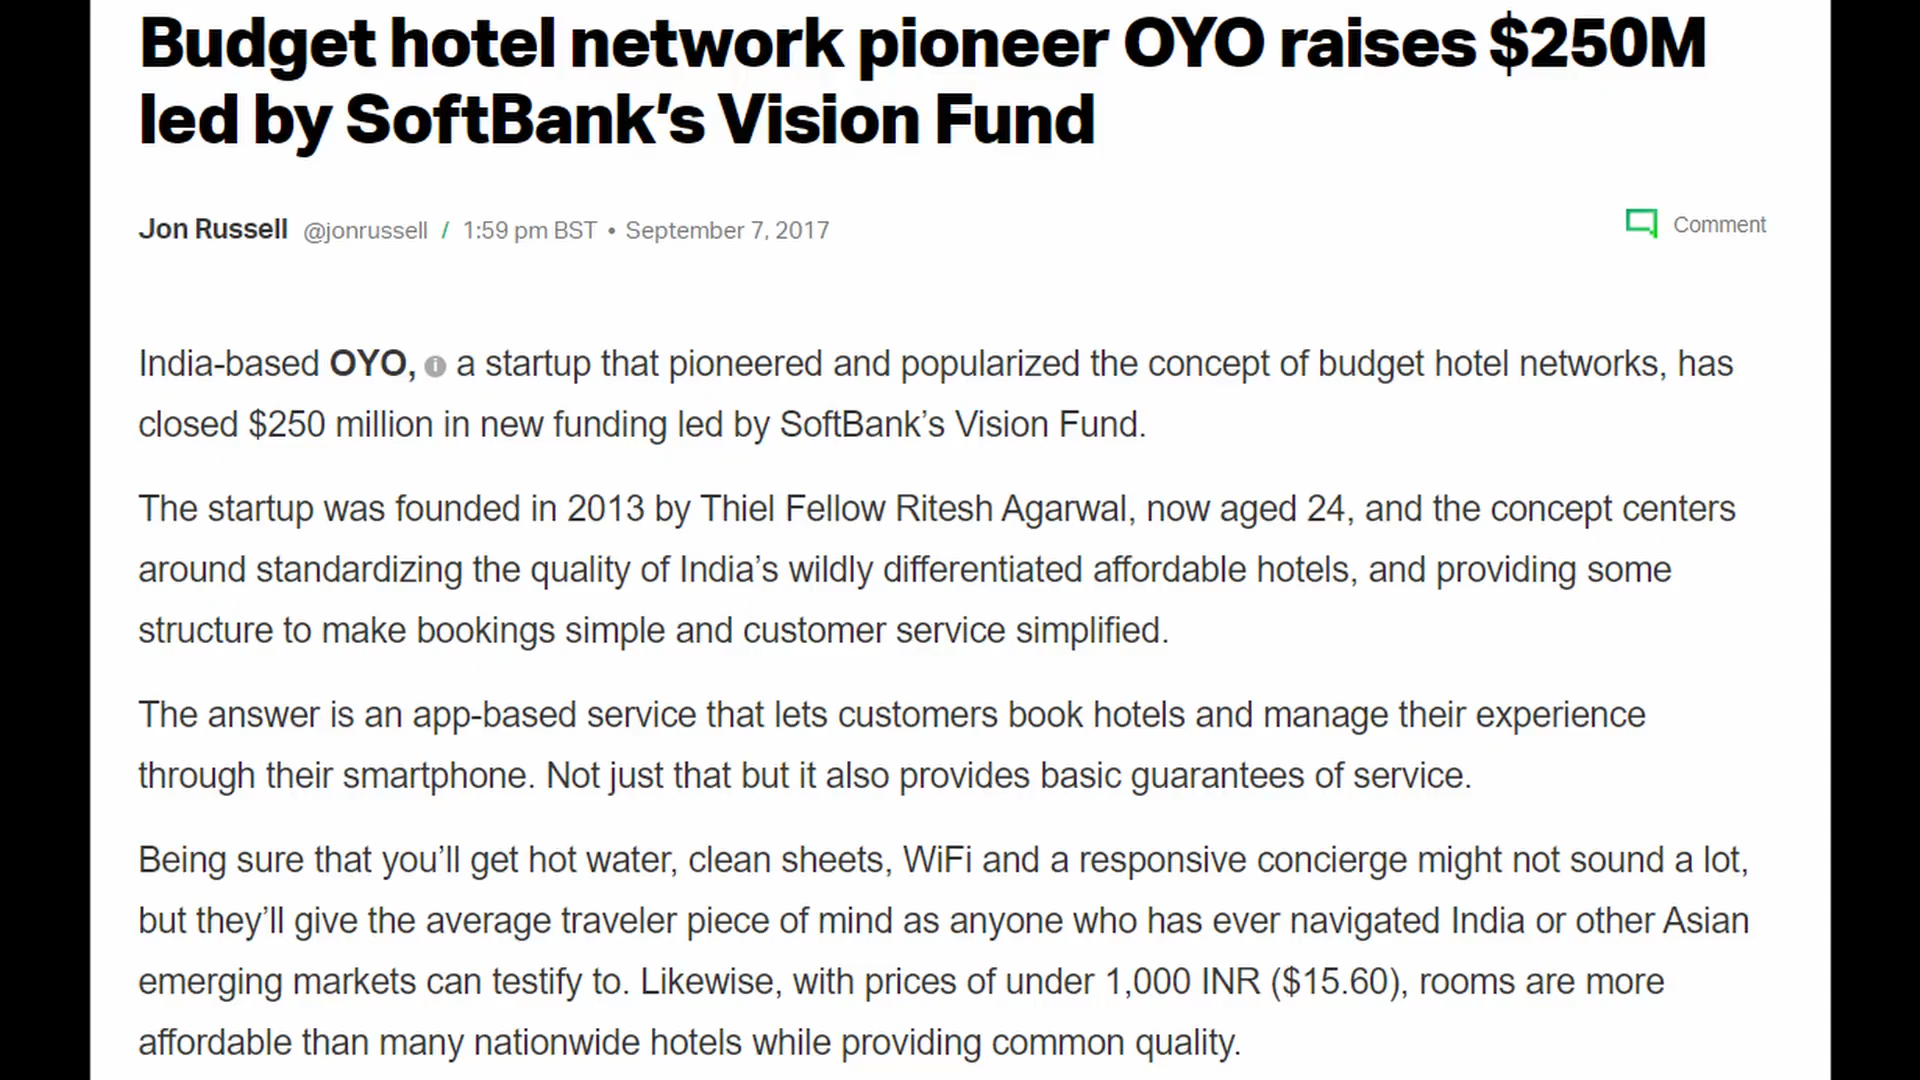 Budget hotel network pioneer OYO raises $250M
led by SoftBank’s Vision Fund
Jon Russell @jonrussell / 1:59 pm BST • September 7, 2017
Comment
India-based OYO, i a startup that pioneered and popularized the concept of budget hotel networks, has
closed $250 million in new funding led by SoftBank’s Vision Fund.
The startup was founded in 2013 by Thiel Fellow Ritesh Agarwal, now aged 24, and the concept centers
around standardizing the quality of India’s wildly differentiated affordable hotels, and providing some
structure to make bookings simple and customer service simplified.
The answer is an app-based service that lets customers book hotels and manage their experience
through their smartphone. Not just that but it also provides basic guarantees of service.
Being sure that you’ll get hot water, clean sheets, WiFi and a responsive concierge might not sound a lot,
but they’ll give the average traveler piece of mind as anyone who has ever navigated India or other Asian
emerging markets can testify to. Likewise, with prices of under 1,000 INR ($15.60), rooms are more
affordable than many nationwide hotels while providing common quality.